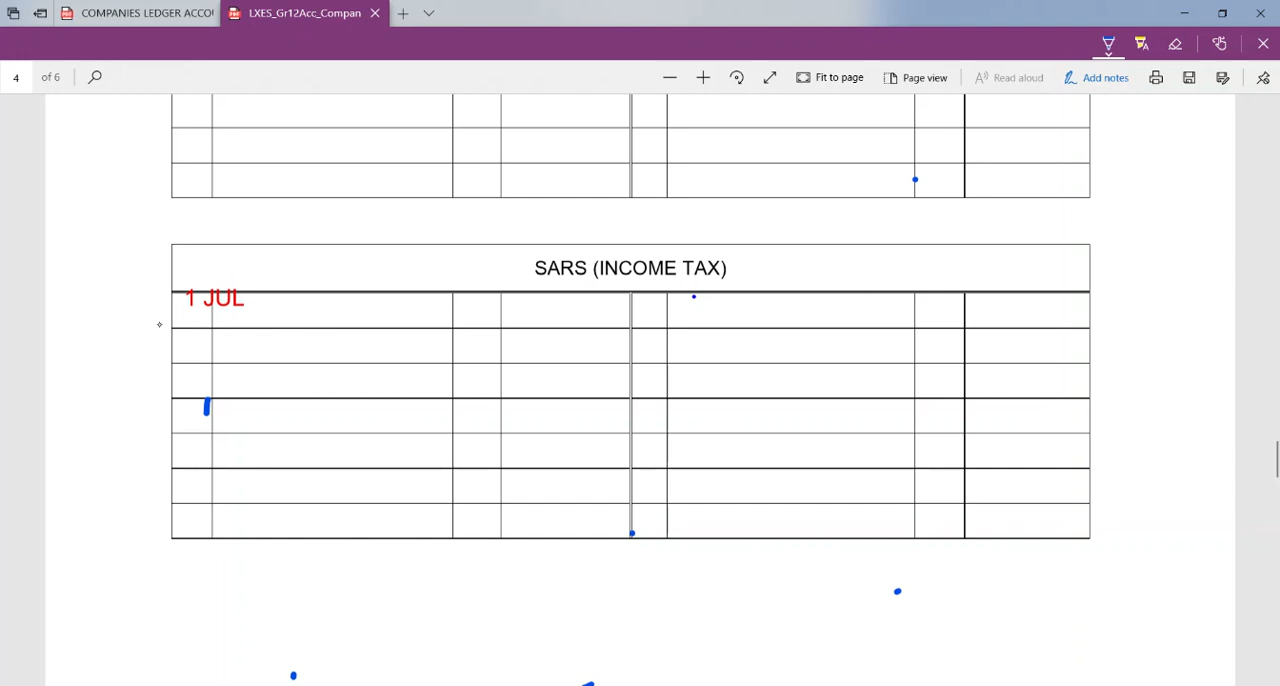 COMPANIES LEDGER ACCOU
LXES_Gr12Acc_Compan
4 of 6
Fit to page
Page view
Read aloud
Add notes
SARS (INCOME TAX)
1 JUL